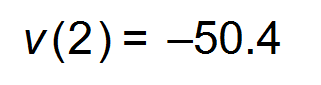 v(2) = –50.4